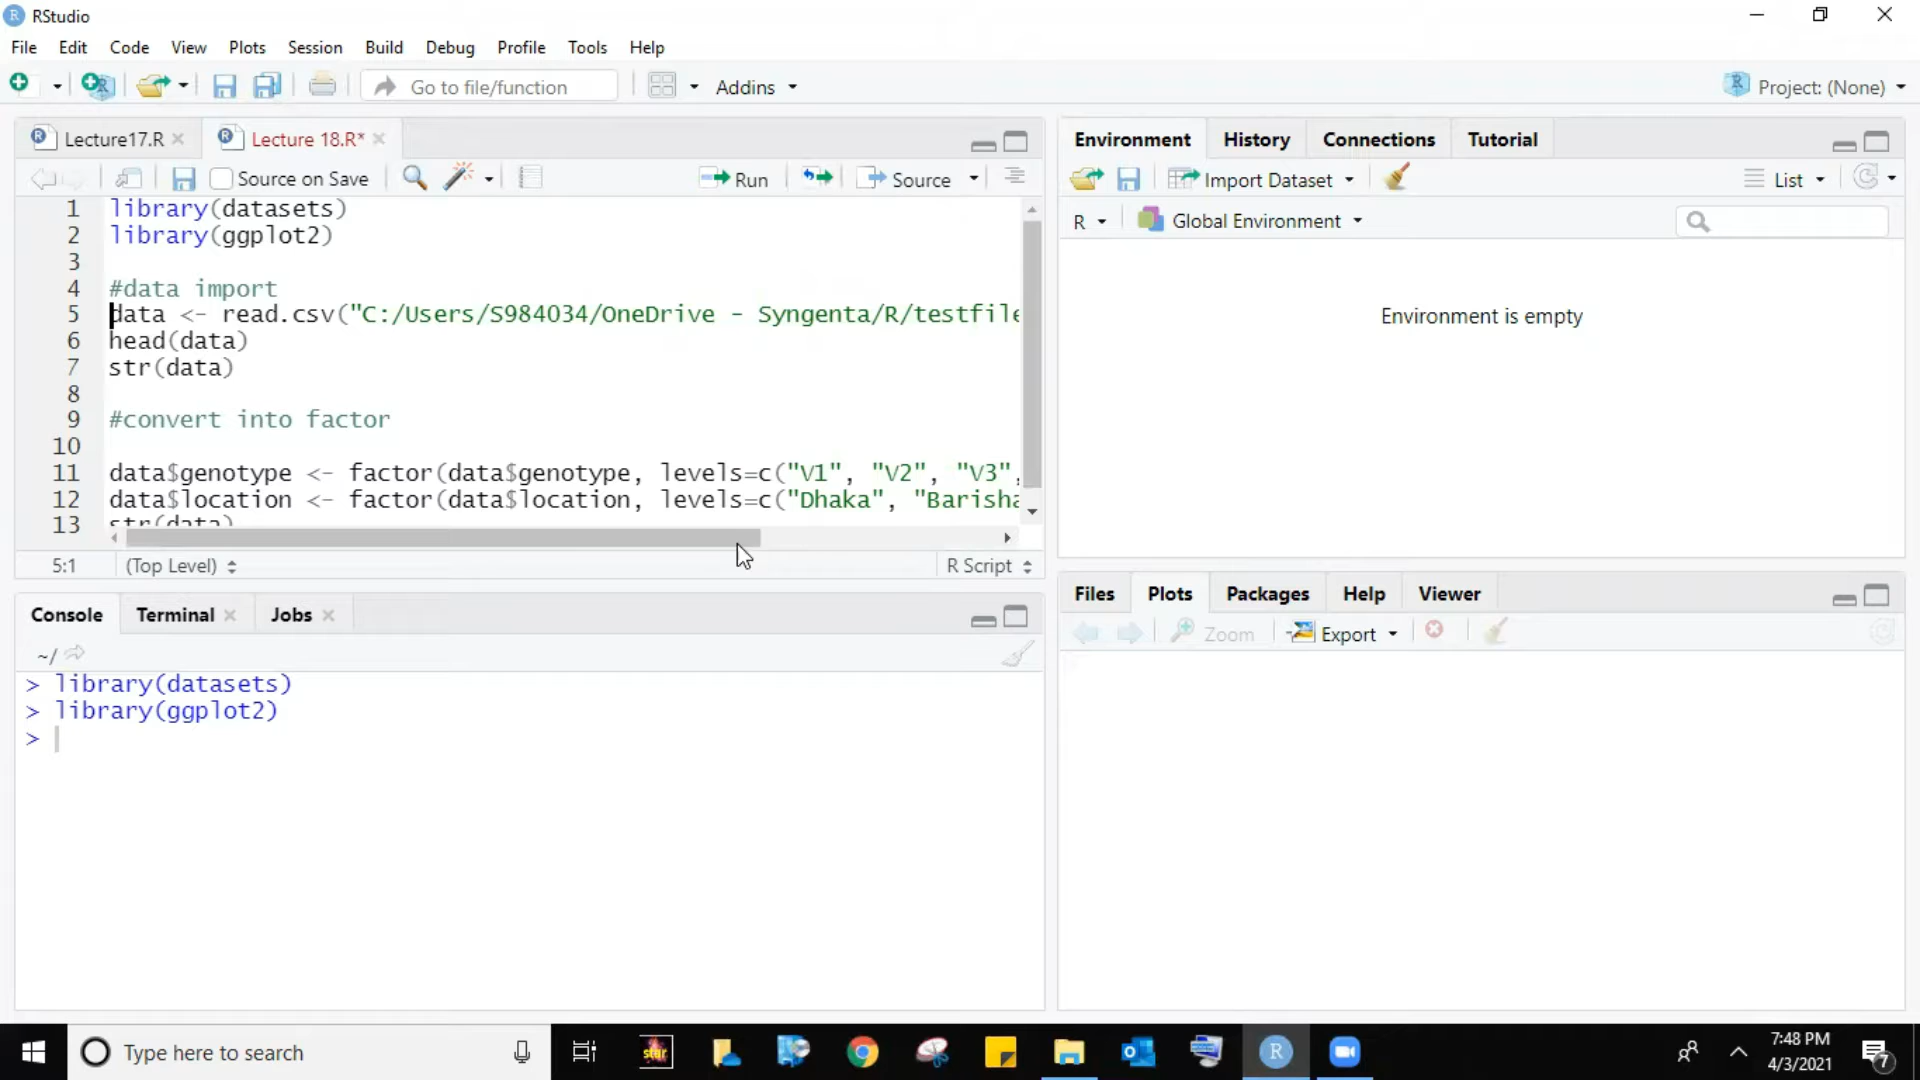 RStudio
File Edit Code View Plots Session Build Debug Profile Tools Help
Go to file/function Addins Project: (None)
Lecture17.R Lecture 18.R*
Source on Save Run Source
1 library(datasets)
2 library(ggplot2)
3
4 #data import
5 data <- read.csv("C:/Users/S984034/OneDrive - Syngenta/R/testfile
6 head(data)
7 str(data)
8
9 #convert into factor
10
11 data$genotype <- factor(data$genotype, levels=c("V1", "V2", "V3",
12 data$location <- factor(data$location, levels=c("Dhaka", "Barisha
13 str(data)
5:1 (Top Level) R Script
Console Terminal Jobs
~/
> library(datasets)
> library(ggplot2)
>
Environment History Connections Tutorial
Import Dataset List
R Global Environment
Environment is empty
Files Plots Packages Help Viewer
Zoom Export
Type here to search
star
R
7:48 PM
4/3/2021
7